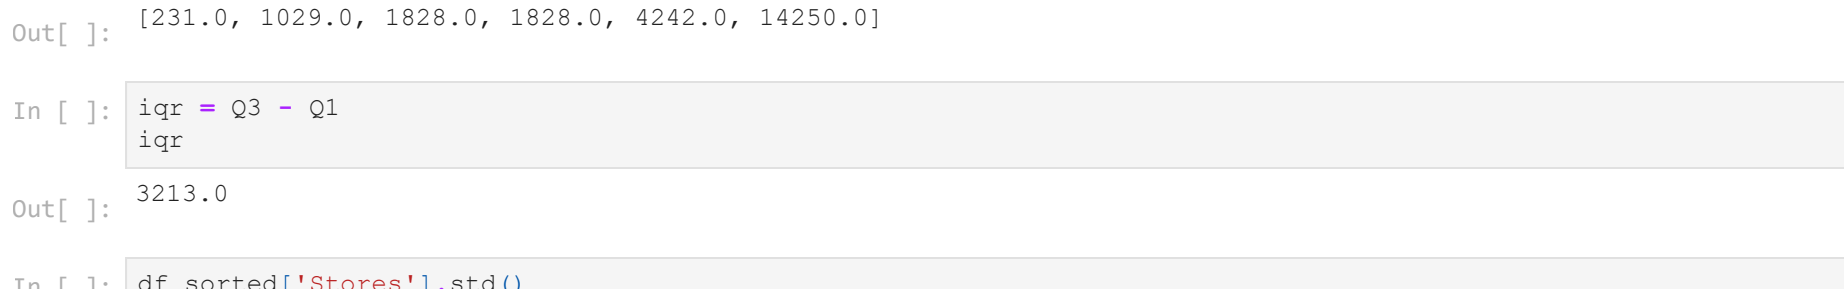 Out[ ]: [231.0, 1029.0, 1828.0, 1828.0, 4242.0, 14250.0]
In [ ]: iqr = Q3 - Q1
iqr
Out[ ]: 3213.0
In [ ]: df_sorted['Stores'].std()